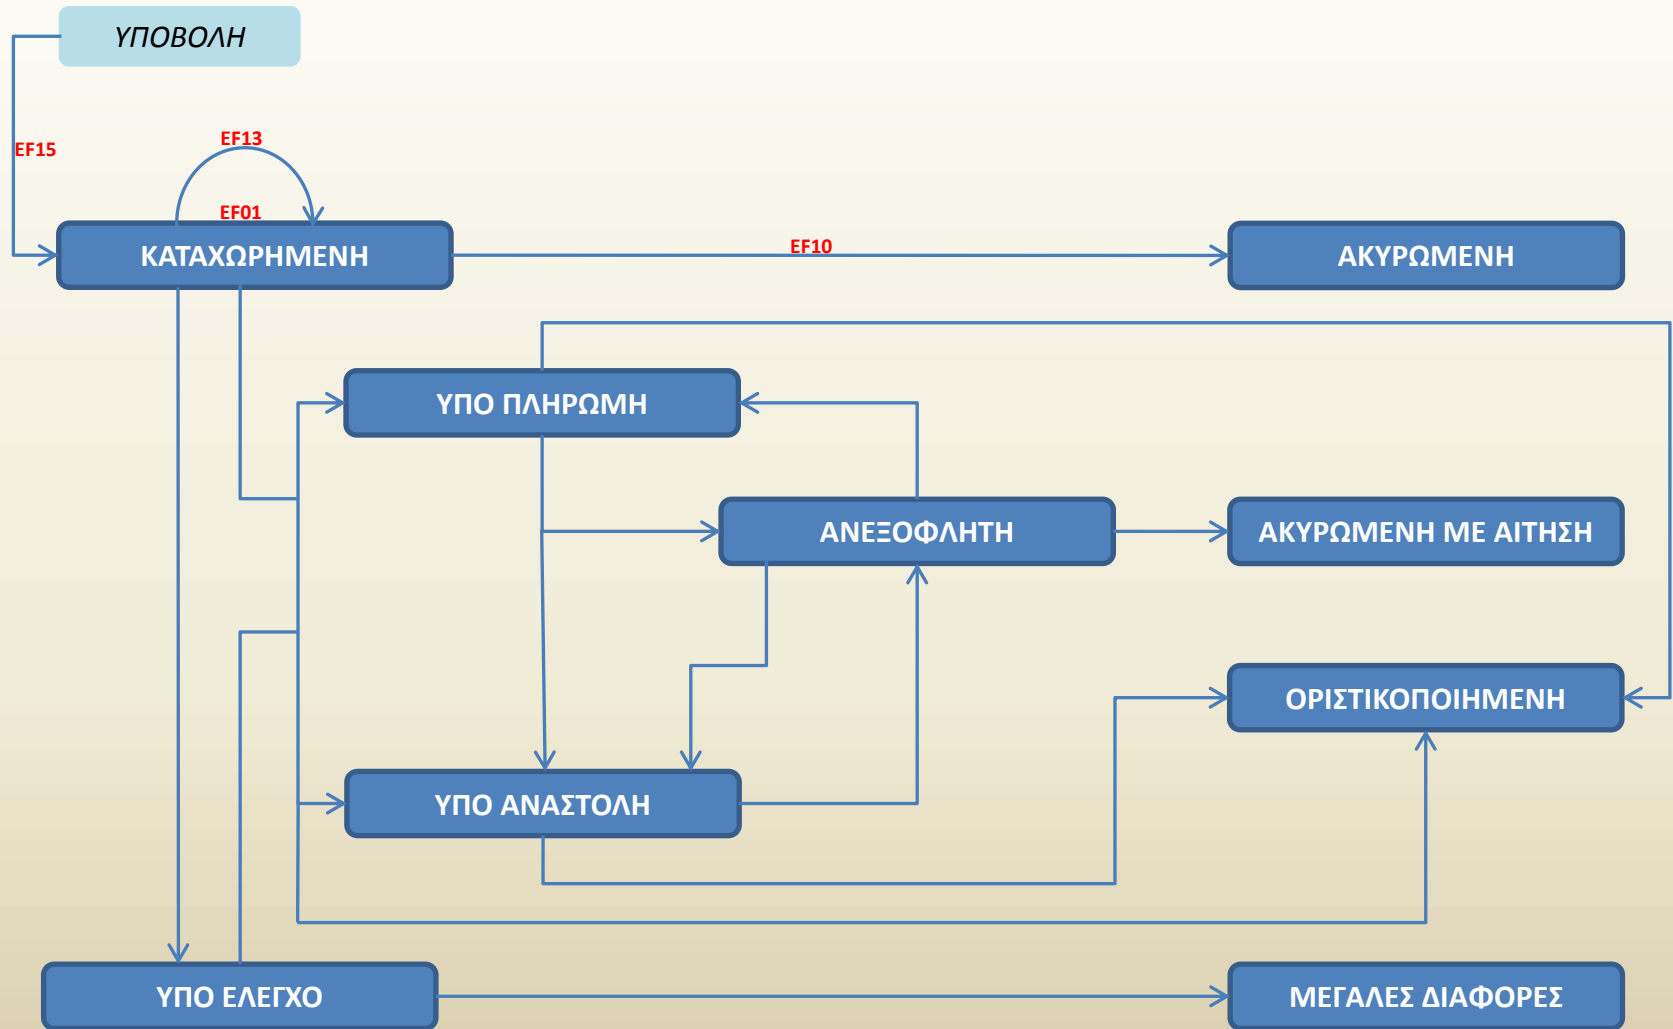 ΥΠΟΒΟΛΗ
EF15
EF13
EF01
ΚΑΤΑΧΩΡΗΜΕΝΗ
EF10
ΑΚΥΡΩΜΕΝΗ
ΥΠΟ ΠΛΗΡΩΜΗ
ΑΝΕΞΟΦΛΗΤΗ
ΑΚΥΡΩΜΕΝΗ ΜΕ ΑΙΤΗΣΗ
ΟΡΙΣΤΙΚΟΠΟΙΗΜΕΝΗ
ΥΠΟ ΑΝΑΣΤΟΛΗ
ΥΠΟ ΕΛΕΓΧΟ
ΜΕΓΑΛΕΣ ΔΙΑΦΟΡΕΣ